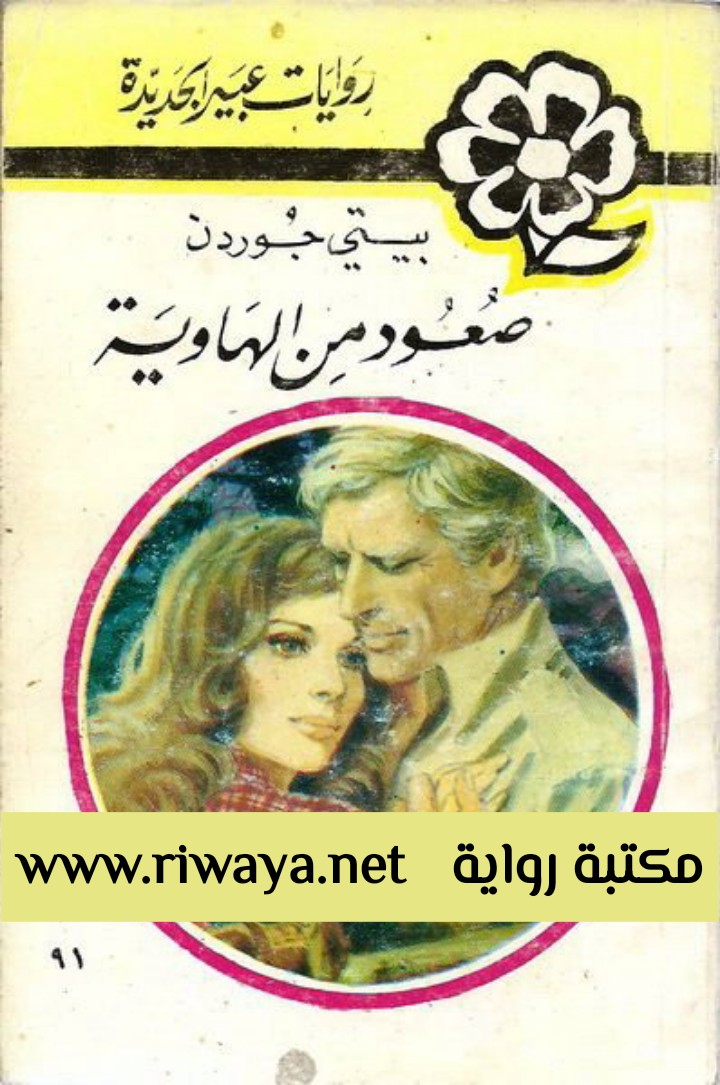 روايات عبير الجديدة
بيتي جوردن
صعود من الهاوية
مكتبة رواية www.riwaya.net
٩١